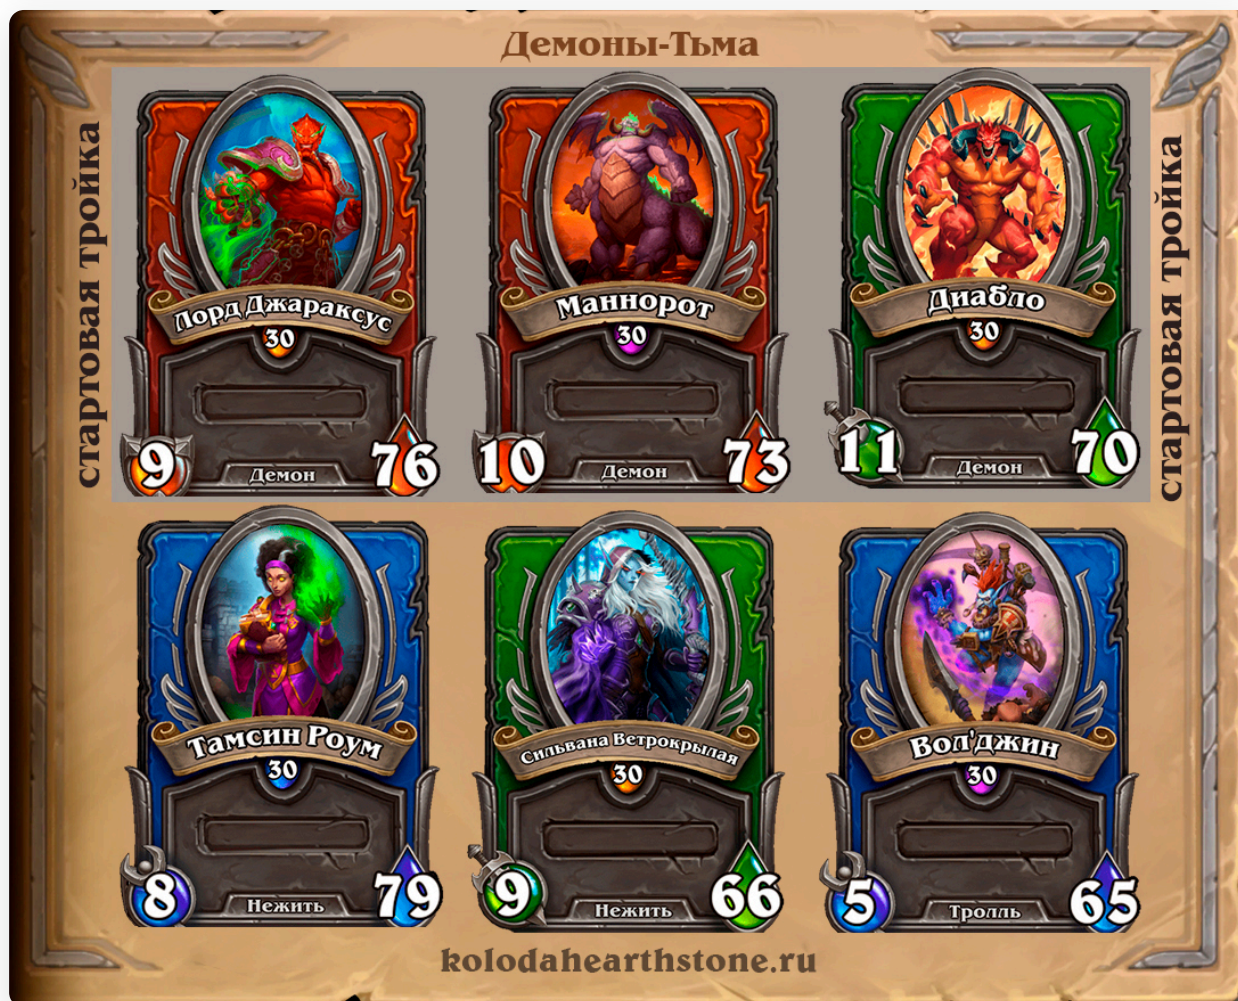 Демоны-Тьма
стартовая тройка
стартовая тройка
Лорд Джараксус
30
9
Демон
76
Маннорот
30
10
Демон
73
Диабло
30
11
Демон
70
Тамсин Роум
30
8
Нежить
79
Сильвана Ветрокрылая
30
9
Нежить
66
Вол'джин
30
5
Тролль
65
kolodahearthstone.ru